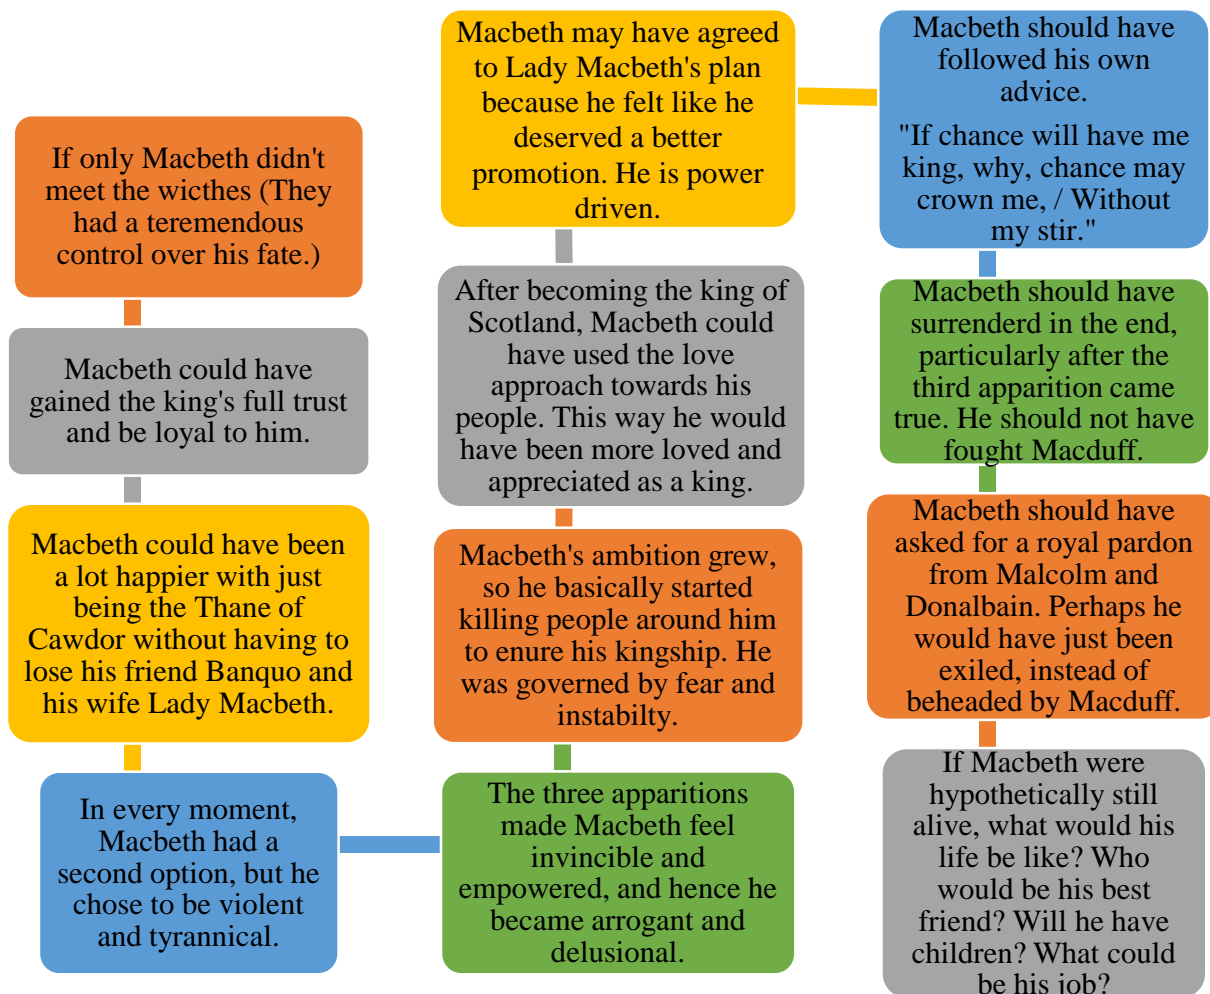 If only Macbeth didn't
meet the wicthes (They
had a teremendous
control over his fate.)
Macbeth could have
gained the king's full trust
and be loyal to him.
Macbeth could have been
a lot happier with just
being the Thane of
Cawdor without having to
lose his friend Banquo and
his wife Lady Macbeth.
In every moment,
Macbeth had a
second option, but he
chose to be violent
and tyrannical.
The three apparitions
made Macbeth feel
invincible and
empowered, and hence he
became arrogant and
delusional.
Macbeth's ambition grew,
so he basically started
killing people around him
to enure his kingship. He
was governed by fear and
instabilty.
After becoming the king of
Scotland, Macbeth could
have used the love
approach towards his
people. This way he would
have been more loved and
appreciated as a king.
Macbeth may have agreed
to Lady Macbeth's plan
because he felt like he
deserved a better
promotion. He is power
driven.
Macbeth should have
followed his own
advice.
"If chance will have me
king, why, chance may
crown me, / Without
my stir."
Macbeth should have
surrenderd in the end,
particularly after the
third apparition came
true. He should not have
fought Macduff.
Macbeth should have
asked for a royal pardon
from Malcolm and
Donalbain. Perhaps he
would have just been
exiled, instead of
beheaded by Macduff.
If Macbeth were
hypothetically still
alive, what would his
life be like? Who
would be his best
friend? Will he have
children? What could
be his job?